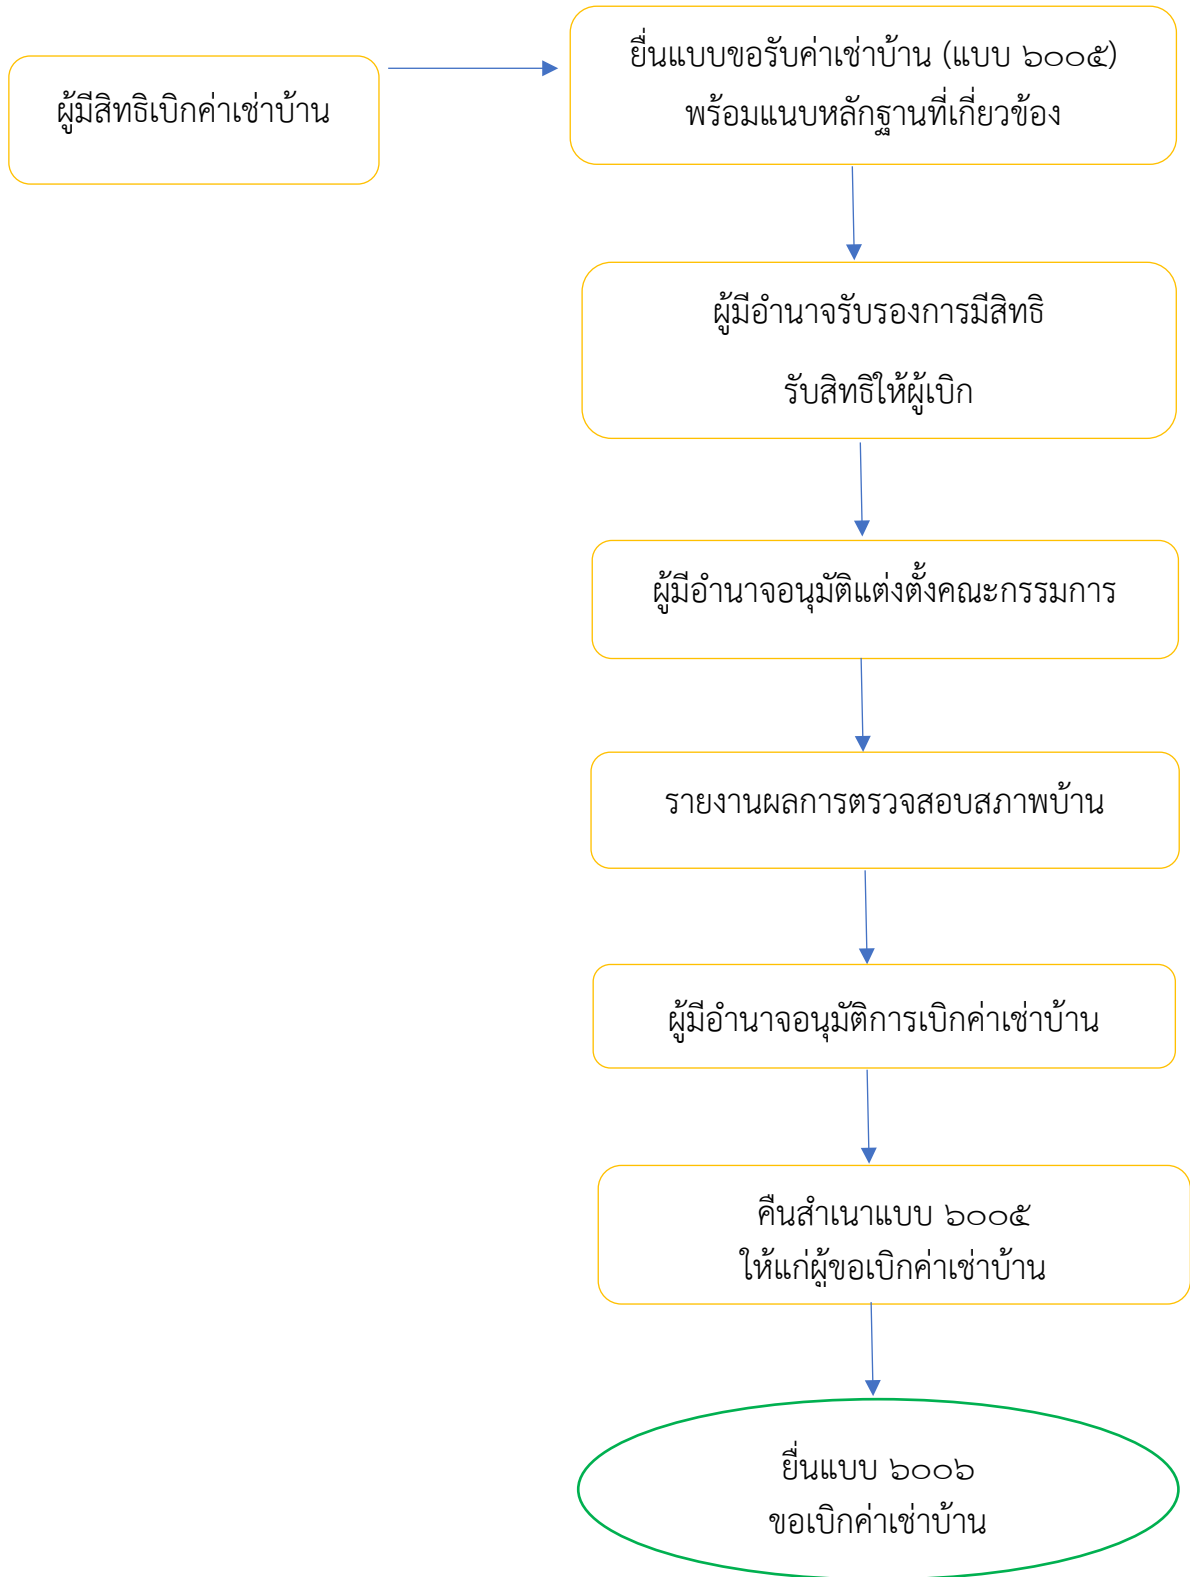 ผู้มีสิทธิเบิกค่าเช่าบ้าน
ยื่นแบบขอรับค่าเช่าบ้าน (แบบ ๖๐๐๕)
พร้อมแนบหลักฐานที่เกี่ยวข้อง
ผู้มีอำนาจรับรองการมีสิทธิ
รับสิทธิให้ผู้เบิก
ผู้มีอำนาจอนุมัติแต่งตั้งคณะกรรมการ
รายงานผลการตรวจสอบสภาพบ้าน
ผู้มีอำนาจอนุมัติการเบิกค่าเช่าบ้าน
คืนสำเนาแบบ ๖๐๐๕
ให้แก่ผู้ขอเบิกค่าเช่าบ้าน
ยื่นแบบ ๖๐๐๖
ขอเบิกค่าเช่าบ้าน